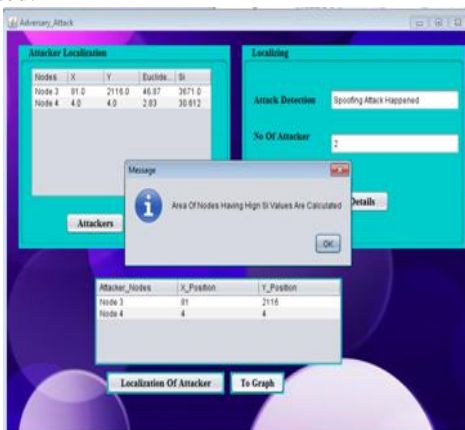 Adversary_Attack
Attacker Localization
Nodes X Y Euclide... Si
Node 3 81.0 2116.0 46.87 3671.0
Node 4 4.0 4.0 2.83 30.612
Attackers
Localizing
Attack Detection Spoofing Attack Happened
No Of Attacker 2
Details
Message
Area Of Nodes Having High Si Values Are Calculated
OK
Attacker_Nodes X_Position Y_Position
Node 3 81 2116
Node 4 4 4
Localization Of Attacker To Graph